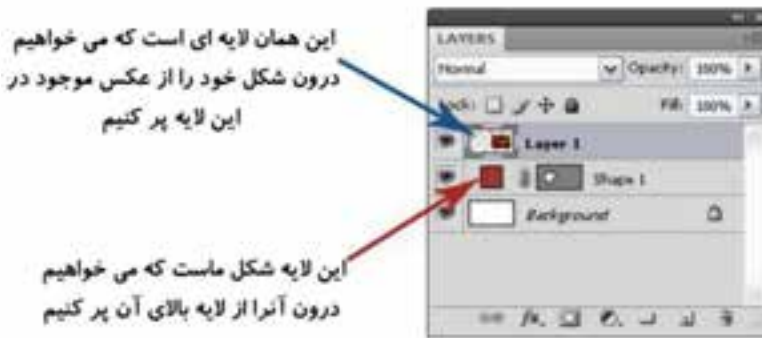 این همان لایه ای است که می خواهیم
درون شکل خود را از عکس موجود در
این لایه پر کنیم
این لایه شکل ماست که می خواهیم
درون آنرا از لایه بالای آن پر کنیم
LAYERS
Normal Opacity: 100%
Lock: Fill: 100%
Layer 1
Shape 1
Background
fx.